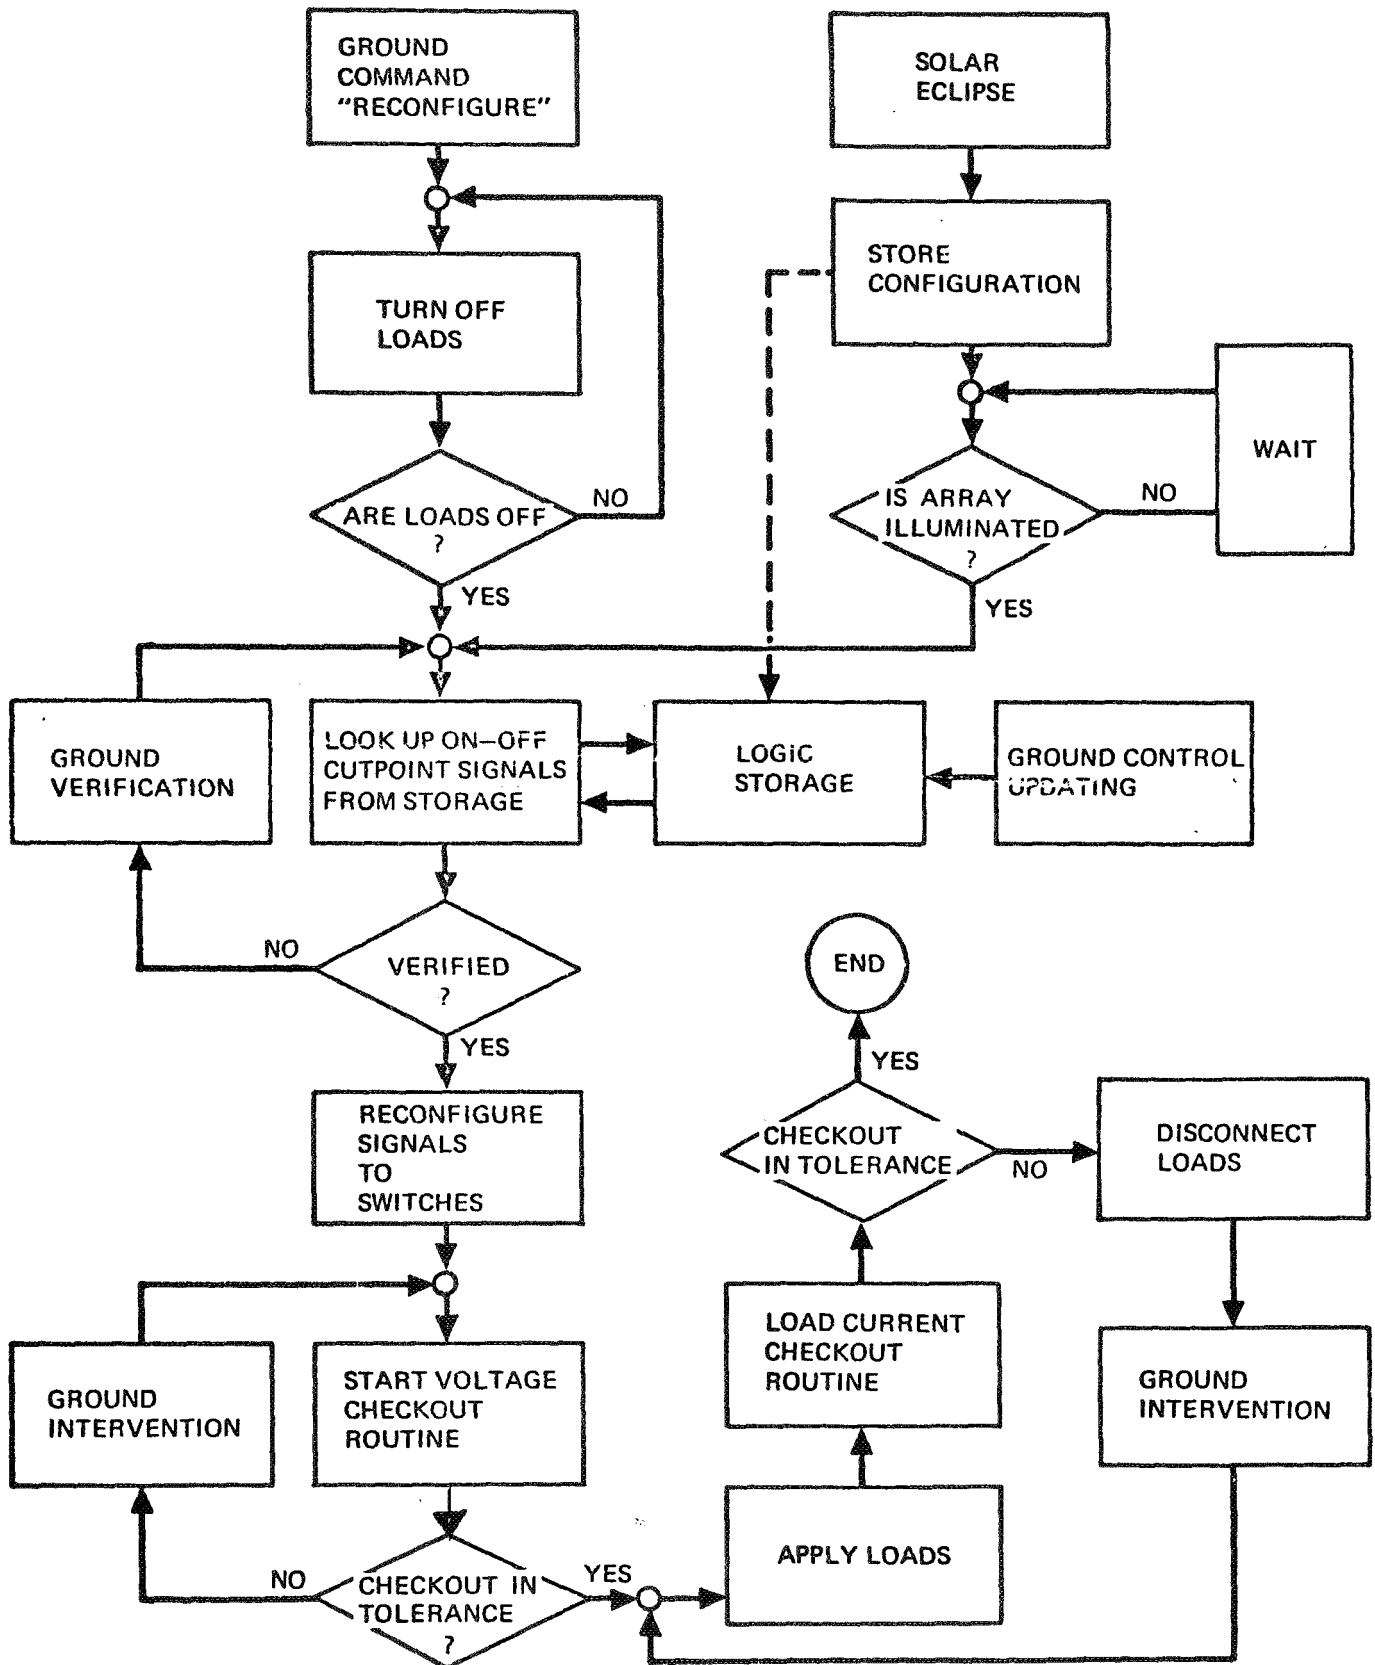 GROUND
COMMAND
“RECONFIGURE”
SOLAR
ECLIPSE
STORE
CONFIGURATION
TURN OFF
LOADS
WAIT
IS ARRAY
ILLUMINATED
?
NO
YES
ARE LOADS OFF
?
NO
YES
GROUND
VERIFICATION
LOOK UP ON–OFF
CUTPOINT SIGNALS
FROM STORAGE
LOGIC
STORAGE
GROUND CONTROL
UPDATING
NO
VERIFIED
?
YES
END
YES
CHECKOUT
IN TOLERANCE
NO
DISCONNECT
LOADS
RECONFIGURE
SIGNALS
TO
SWITCHES
GROUND
INTERVENTION
START VOLTAGE
CHECKOUT
ROUTINE
LOAD CURRENT
CHECKOUT
ROUTINE
GROUND
INTERVENTION
NO
CHECKOUT IN
TOLERANCE
?
YES
APPLY LOADS